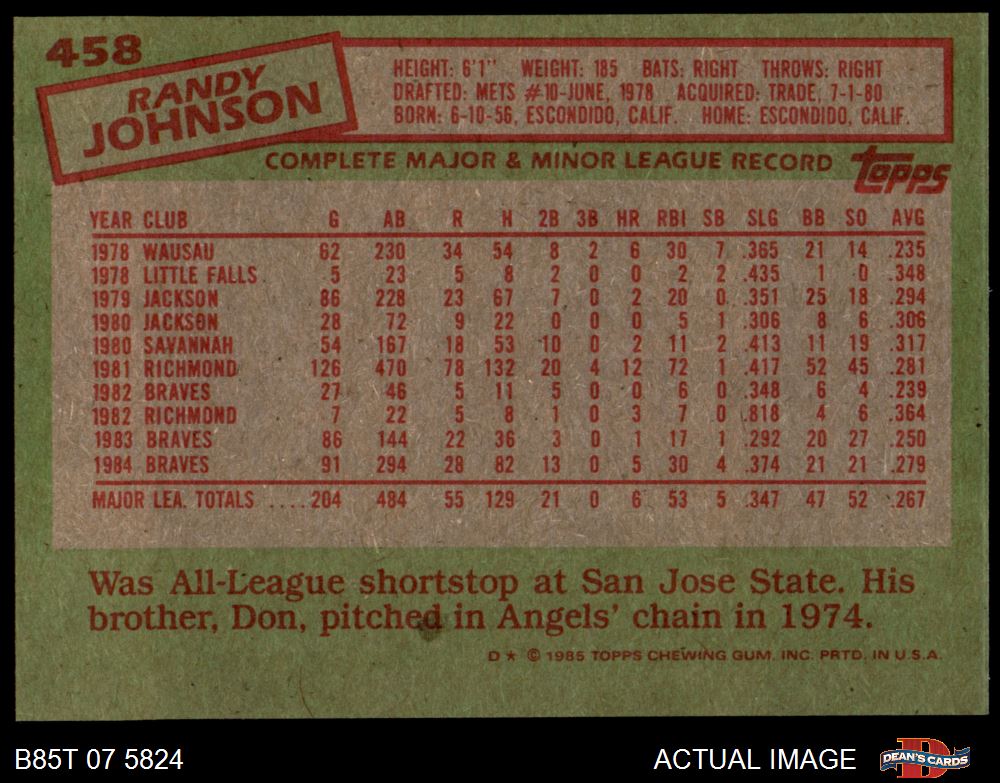 458
RANDY
JOHNSON
HEIGHT: 6'1" WEIGHT: 185 BATS: RIGHT THROWS: RIGHT
DRAFTED: METS #10-JUNE, 1978 ACQUIRED: TRADE, 7-1-80
BORN: 6-10-56, ESCONDIDO, CALIF. HOME: ESCONDIDO, CALIF.
COMPLETE MAJOR & MINOR LEAGUE RECORD
topps
YEAR CLUB G AB R H 2B 3B HR RBI SB SLG BB SO AVG
1978 WAUSAU 62 230 34 54 8 2 6 30 7 .365 21 14 .235
1978 LITTLE FALLS 5 23 5 8 2 0 0 2 2 .435 1 0 .348
1979 JACKSON 86 228 23 67 7 0 2 20 0 .351 25 18 .294
1980 JACKSON 28 72 9 22 0 0 0 5 1 .306 8 6 .306
1980 SAVANNAH 54 167 18 53 10 0 2 11 2 .413 11 19 .317
1981 RICHMOND 126 470 78 132 20 4 12 72 1 .417 52 45 .281
1982 BRAVES 27 46 5 11 5 0 0 6 0 .348 6 4 .239
1982 RICHMOND 7 22 5 8 1 0 3 7 0 .818 4 6 .364
1983 BRAVES 86 144 22 36 3 0 1 17 1 .292 20 27 .250
1984 BRAVES 91 294 28 82 13 0 5 30 4 .374 21 21 .279
MAJOR LEA. TOTALS ....204 484 55 129 21 0 6 53 5 .347 47 52 .267
Was All-League shortstop at San Jose State. His
brother, Don, pitched in Angels' chain in 1974.
D ★ © 1985 TOPPS CHEWING GUM, INC. PRTD. IN U.S.A.
B85T 07 5824 ACTUAL IMAGE D DEAN'S CARDS